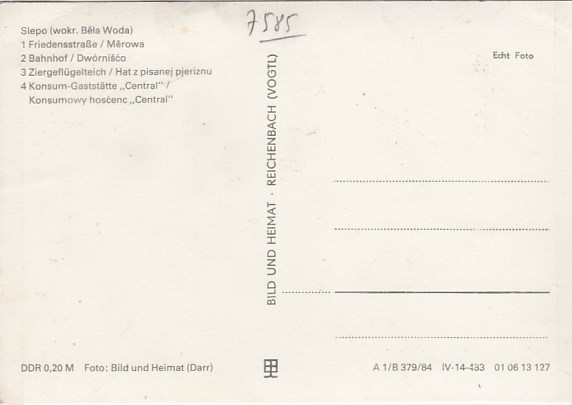 7585
Slepo (wokr. Běła Woda)
1 Friedensstraße / Měrowa
2 Bahnhof / Dwórnišćo
3 Ziergeflügelteich / Hat z pisanej pjeriznu
4 Konsum-Gaststätte „Central" /
Konsumowy hosćenc „Central"
Echt Foto
BILD UND HEIMAT · REICHENBACH (VOGTL)
DDR 0,20 M Foto: Bild und Heimat (Darr)
A 1/B 379/84 IV-14-483 01 06 13 127